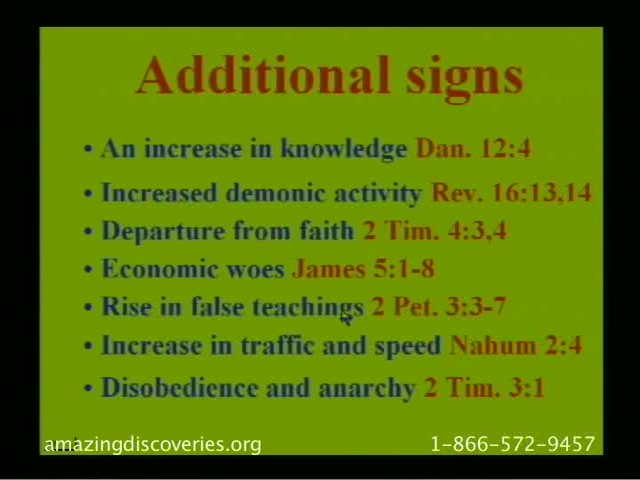 Additional signs
• An increase in knowledge Dan. 12:4
• Increased demonic activity Rev. 16:13,14
• Departure from faith 2 Tim. 4:3,4
• Economic woes James 5:1-8
• Rise in false teachings 2 Pet. 3:3-7
• Increase in traffic and speed Nahum 2:4
• Disobedience and anarchy 2 Tim. 3:1
amazingdiscoveries.org 1-866-572-9457